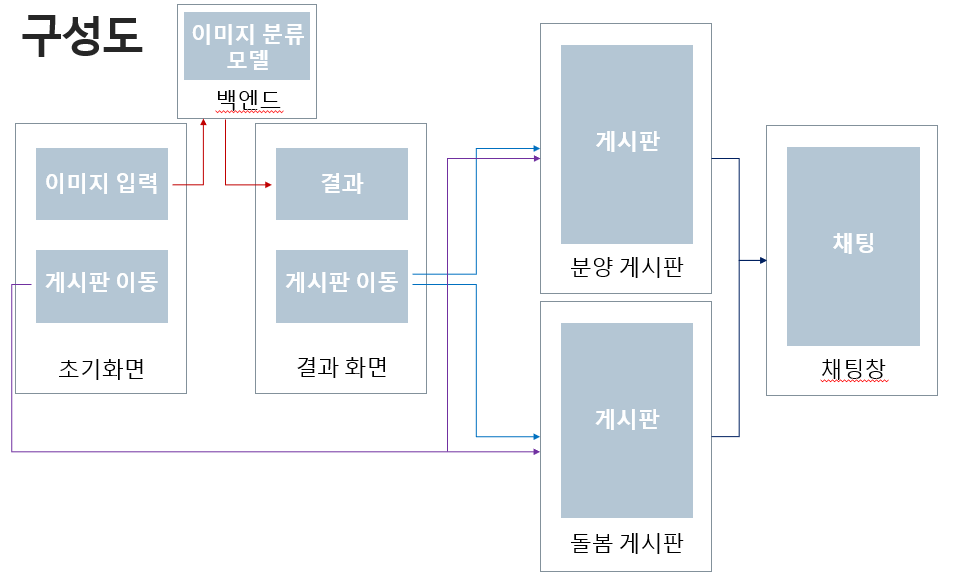 구성도
이미지 분류
모델
백엔드
이미지 입력
게시판 이동
초기화면
결과
게시판 이동
결과 화면
게시판
분양 게시판
게시판
돌봄 게시판
채팅
채팅창